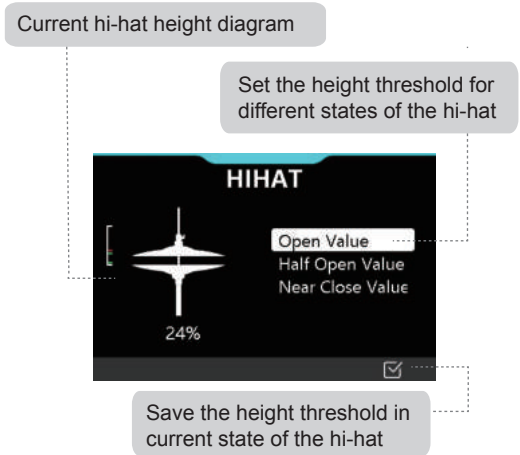 Current hi-hat height diagram
Set the height threshold for
different states of the hi-hat
HIHAT
Open Value
Half Open Value
Near Close Value
24%
Save the height threshold in
current state of the hi-hat